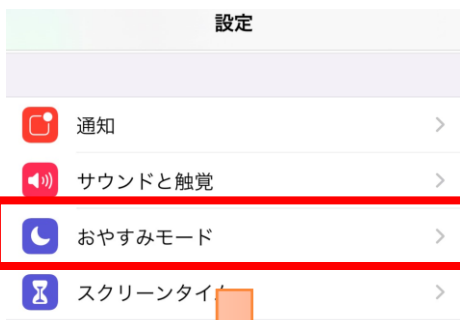 設定
通知
サウンドと触覚
おやすみモード
スクリーンタイ